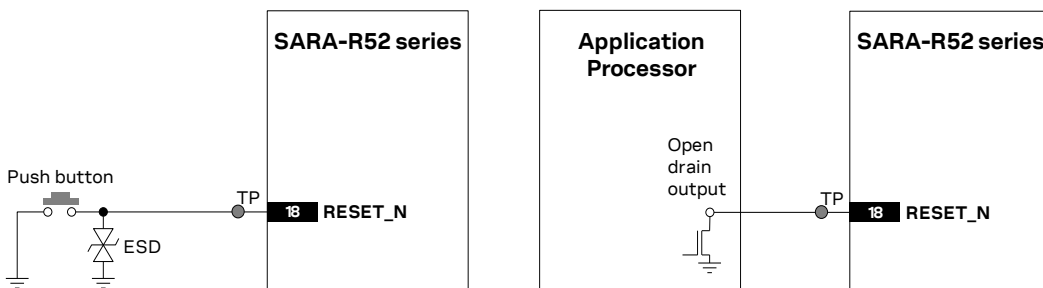 SARA-R52 series
Push button
TP
18 RESET_N
ESD
Application
Processor
Open
drain
output
SARA-R52 series
TP
18 RESET_N